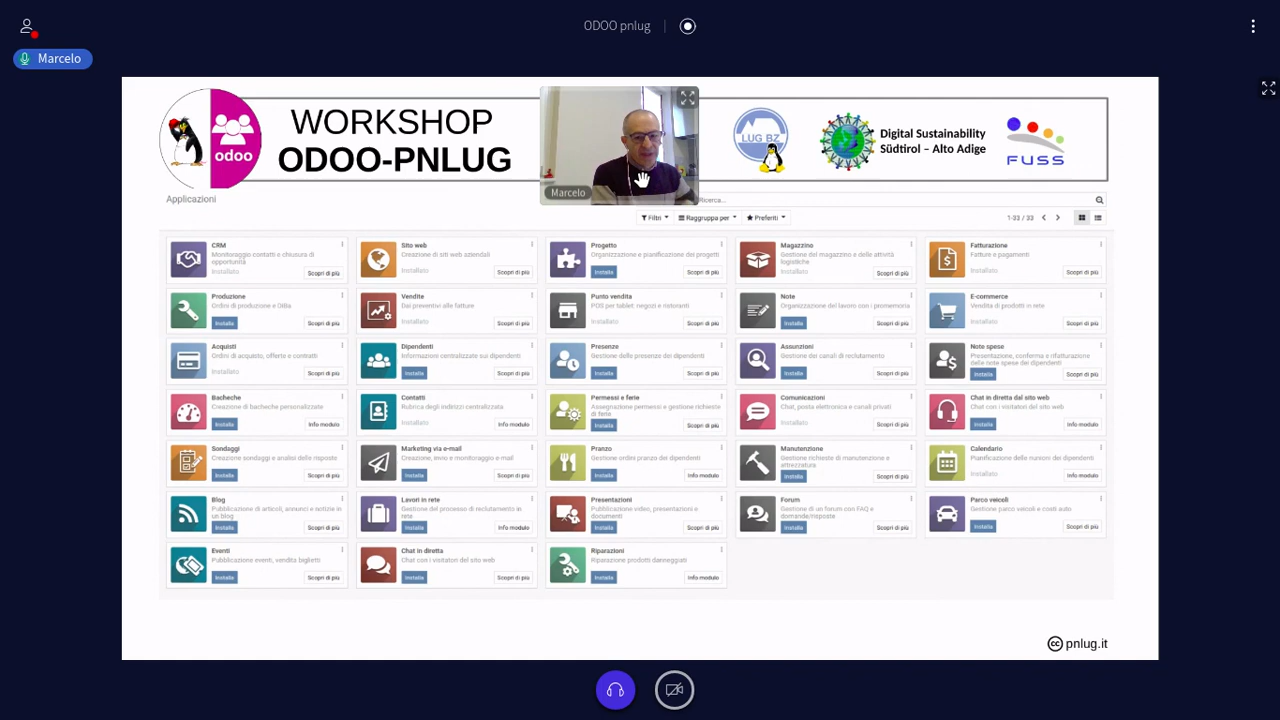 ODOO pnlug
Marcelo
WORKSHOP
ODOO-PNLUG
odoo
Marcelo
LUG BZ
Digital Sustainability
Südtirol – Alto Adige
FUSS
Applicazioni
Ricerca...
Filtri
Raggruppa per
Preferiti
1-33 / 33
CRM
Monitoraggio contatti e chiusura di
opportunità
Installato
Scopri di più
Sito web
Creazione di siti web aziendali
Installato
Scopri di più
Progetto
Organizzazione e pianificazione dei progetti
Installa
Scopri di più
Magazzino
Gestione del magazzino e delle attività
logistiche
Installato
Scopri di più
Fatturazione
Fatture e pagamenti
Installato
Scopri di più
Produzione
Ordini di produzione e DiBa
Installa
Scopri di più
Vendite
Dai preventivi alle fatture
Installato
Scopri di più
Punto vendita
POS per tablet: negozi e ristoranti
Installato
Scopri di più
Note
Organizzazione del lavoro con i promemoria
Installa
Scopri di più
E-commerce
Vendita di prodotti in rete
Installato
Scopri di più
Acquisti
Ordini di acquisto, offerte e contratti
Installato
Scopri di più
Dipendenti
Informazioni centralizzate sui dipendenti
Installa
Scopri di più
Presenze
Gestione delle presenze dei dipendenti
Installa
Scopri di più
Assunzioni
Gestione dei canali di reclutamento
Installa
Scopri di più
Note spese
Presentazione, conferma e rifatturazione
delle note spese dei dipendenti
Installa
Scopri di più
Bacheche
Creazione di bacheche personalizzate
Installa
Info modulo
Contatti
Rubrica degli indirizzi centralizzata
Installato
Info modulo
Permessi e ferie
Assegnazione permessi e gestione richieste
di ferie
Installa
Scopri di più
Comunicazioni
Chat, posta elettronica e canali privati
Installato
Scopri di più
Chat in diretta dal sito web
Chat con i visitatori del sito web
Installa
Info modulo
Sondaggi
Creazione sondaggi e analisi delle risposte
Installa
Scopri di più
Marketing via e-mail
Creazione, invio e monitoraggio e-mail
Installa
Scopri di più
Pranzo
Gestione ordini pranzo dei dipendenti
Installa
Info modulo
Manutenzione
Gestione richieste di manutenzione e
attrezzatura
Installa
Scopri di più
Calendario
Pianificazione delle riunioni dei dipendenti
Installato
Info modulo
Blog
Pubblicazione di articoli, annunci e notizie in
un blog
Installa
Scopri di più
Lavori in rete
Gestione del processo di reclutamento in
rete
Installa
Info modulo
Presentazioni
Pubblicazione video, presentazioni e
documenti
Installa
Scopri di più
Forum
Gestione di un forum con FAQ e
domande/risposte
Installa
Info modulo
Parco veicoli
Gestione parco veicoli e costi auto
Installa
Scopri di più
Eventi
Pubblicazione eventi, vendita biglietti
Installa
Scopri di più
Chat in diretta
Chat con i visitatori del sito web
Installa
Scopri di più
Riparazioni
Riparazione prodotti danneggiati
Installa
Info modulo
cc pnlug.it